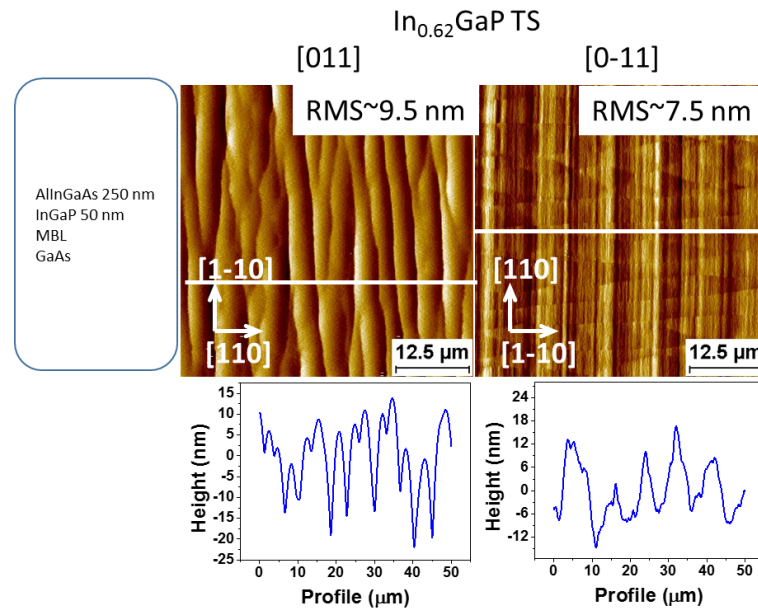 In0.62GaP TS
[011]
[0-11]
AlInGaAs 250 nm
InGaP 50 nm
MBL
GaAs
RMS~9.5 nm
[1-10]
[110]
12.5 µm
RMS~7.5 nm
[110]
[1-10]
12.5 µm
Height (nm)
15
10
5
0
-5
-10
-15
-20
-25
0 10 20 30 40 50
Profile (µm)
Height (nm)
24
18
12
6
0
-6
-12
0 10 20 30 40 50
Profile (µm)